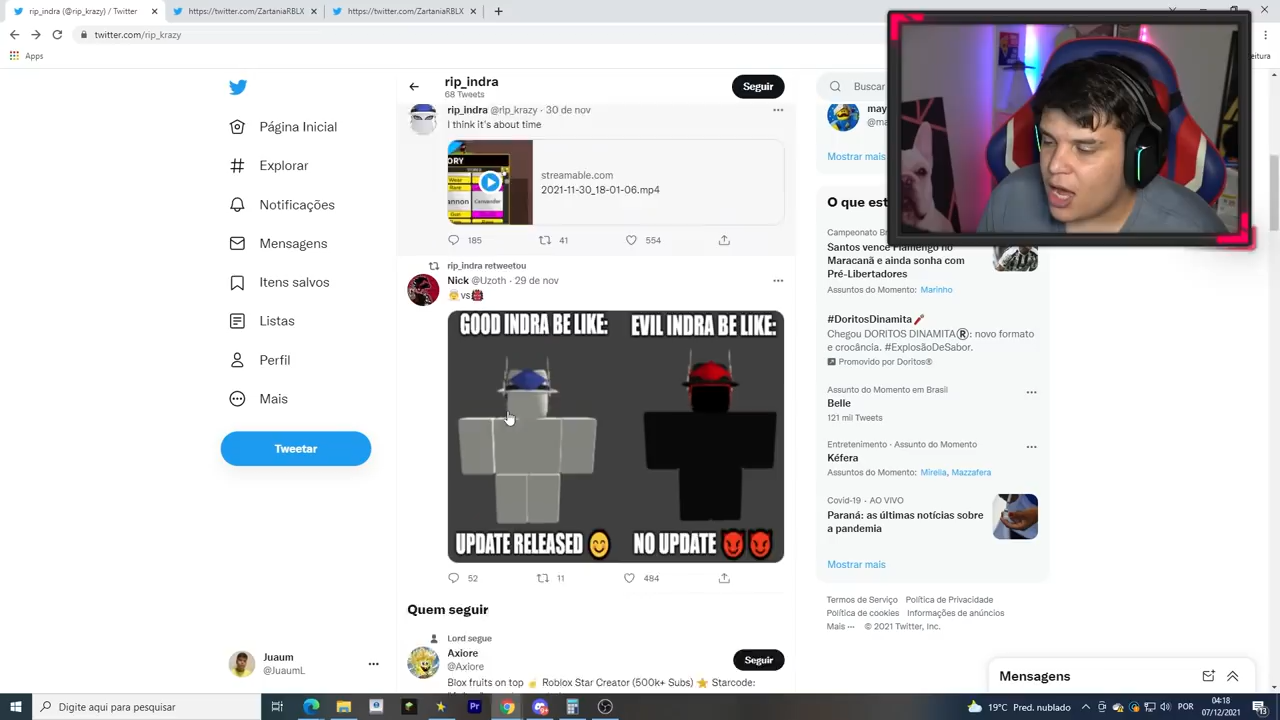 rip_indra (@rip_krazy) / Twitter
https://twitter.com/ZartaniaRBLX
https://twitter.com/ZartaniaRBLX
twitter.com/rip_krazy
Apps
eitura
rip_indra
68 Tweets
Seguir
Buscar
Página Inicial
Explorar
Notificações
Mensagens
Itens salvos
Listas
Perfil
Mais
Tweetar
Juaum
@JuaumL
rip_indra @rip_krazy · 30 de nov
I think it's about time
ORY
streamable.com
2021-11-30_18-01-06.mp4
185
41
554
rip_indra retweetou
Nick @Uzoth · 29 de nov
vs
GOOD INDRA BE LIKE:
EVIL INDRA BE LIKE:
UPDATE RELEASED
NO UPDATE
52
11
484
Quem seguir
Lord segue
Axiore
@Axiore
Seguir
Blox fruits on top Roblox Star Creator (500k+ Subs) Starcode:
may
@ma
Mostrar mais
O que est
Campeonato Br
Santos vence Flamengo no
Maracanã e ainda sonha com
Pré-Libertadores
Assuntos do Momento: Marinho
#DoritosDinamita
Chegou DORITOS DINAMITA®: novo formato
e crocância. #ExplosãoDeSabor.
Promovido por Doritos®
Assunto do Momento em Brasil
Belle
121 mil Tweets
Entretenimento · Assunto do Momento
Kéfera
Assuntos do Momento: Mirella, Mazzafera
Covid-19 · AO VIVO
Paraná: as últimas notícias sobre
a pandemia
Mostrar mais
Termos de Serviço Política de Privacidade
Política de cookies Informações de anúncios
Mais ··· © 2021 Twitter, Inc.
Mensagens
Digite aqui para pesquisar
19°C Pred. nublado
POR
04:18
07/12/2021